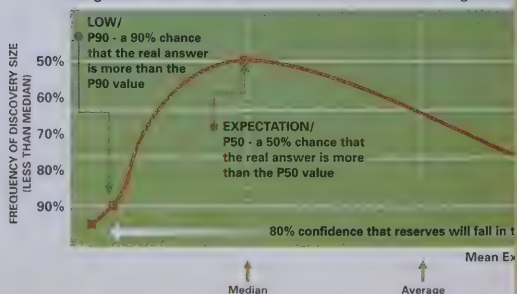 LOW/
P90 - a 90% chance
that the real answer
is more than the
P90 value
FREQUENCY OF DISCOVERY SIZE
(LESS THAN MEDIAN)
50%
60%
70%
80%
90%
EXPECTATION/
P50 - a 50% chance that
the real answer is more
than the P50 value
80% confidence that reserves will fall in
Mean
Median
Average